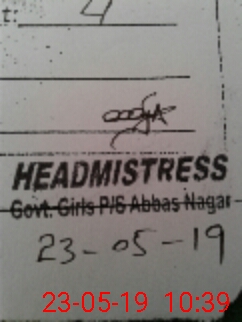 t: 4
HEADMISTRESS
Govt. Girls P/S Abbas Nagar
23-05-19
23-05-19 10:39